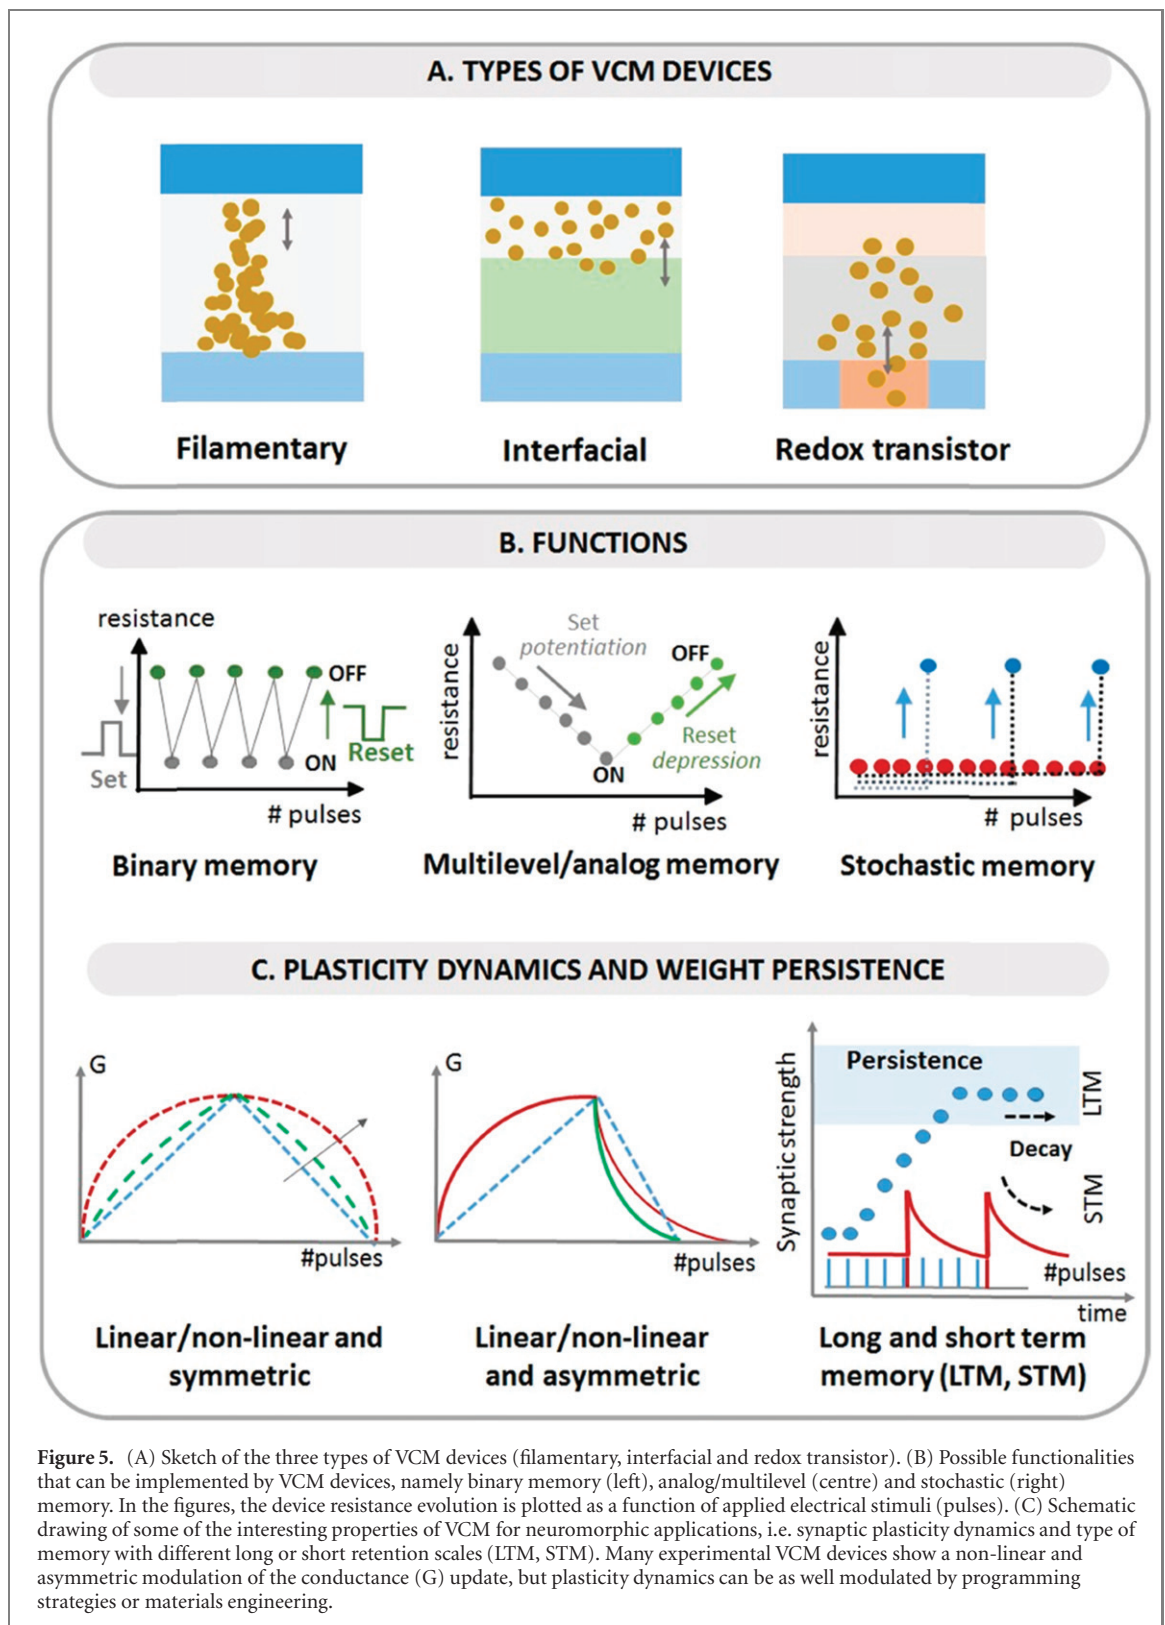 A. TYPES OF VCM DEVICES
Filamentary
Interfacial
Redox transistor
B. FUNCTIONS
resistance
OFF
ON
Set
Reset
# pulses
Binary memory
resistance
Set
potentiation
OFF
ON
Reset
depression
# pulses
Multilevel/analog memory
resistance
# pulses
Stochastic memory
C. PLASTICITY DYNAMICS AND WEIGHT PERSISTENCE
G
#pulses
Linear/non-linear and
symmetric
G
#pulses
Linear/non-linear
and asymmetric
Synaptic strength
Persistence
LTM
Decay
STM
#pulses
time
Long and short term
memory (LTM, STM)
Figure 5. (A) Sketch of the three types of VCM devices (filamentary, interfacial and redox transistor). (B) Possible functionalities
that can be implemented by VCM devices, namely binary memory (left), analog/multilevel (centre) and stochastic (right)
memory. In the figures, the device resistance evolution is plotted as a function of applied electrical stimuli (pulses). (C) Schematic
drawing of some of the interesting properties of VCM for neuromorphic applications, i.e. synaptic plasticity dynamics and type of
memory with different long or short retention scales (LTM, STM). Many experimental VCM devices show a non-linear and
asymmetric modulation of the conductance (G) update, but plasticity dynamics can be as well modulated by programming
strategies or materials engineering.